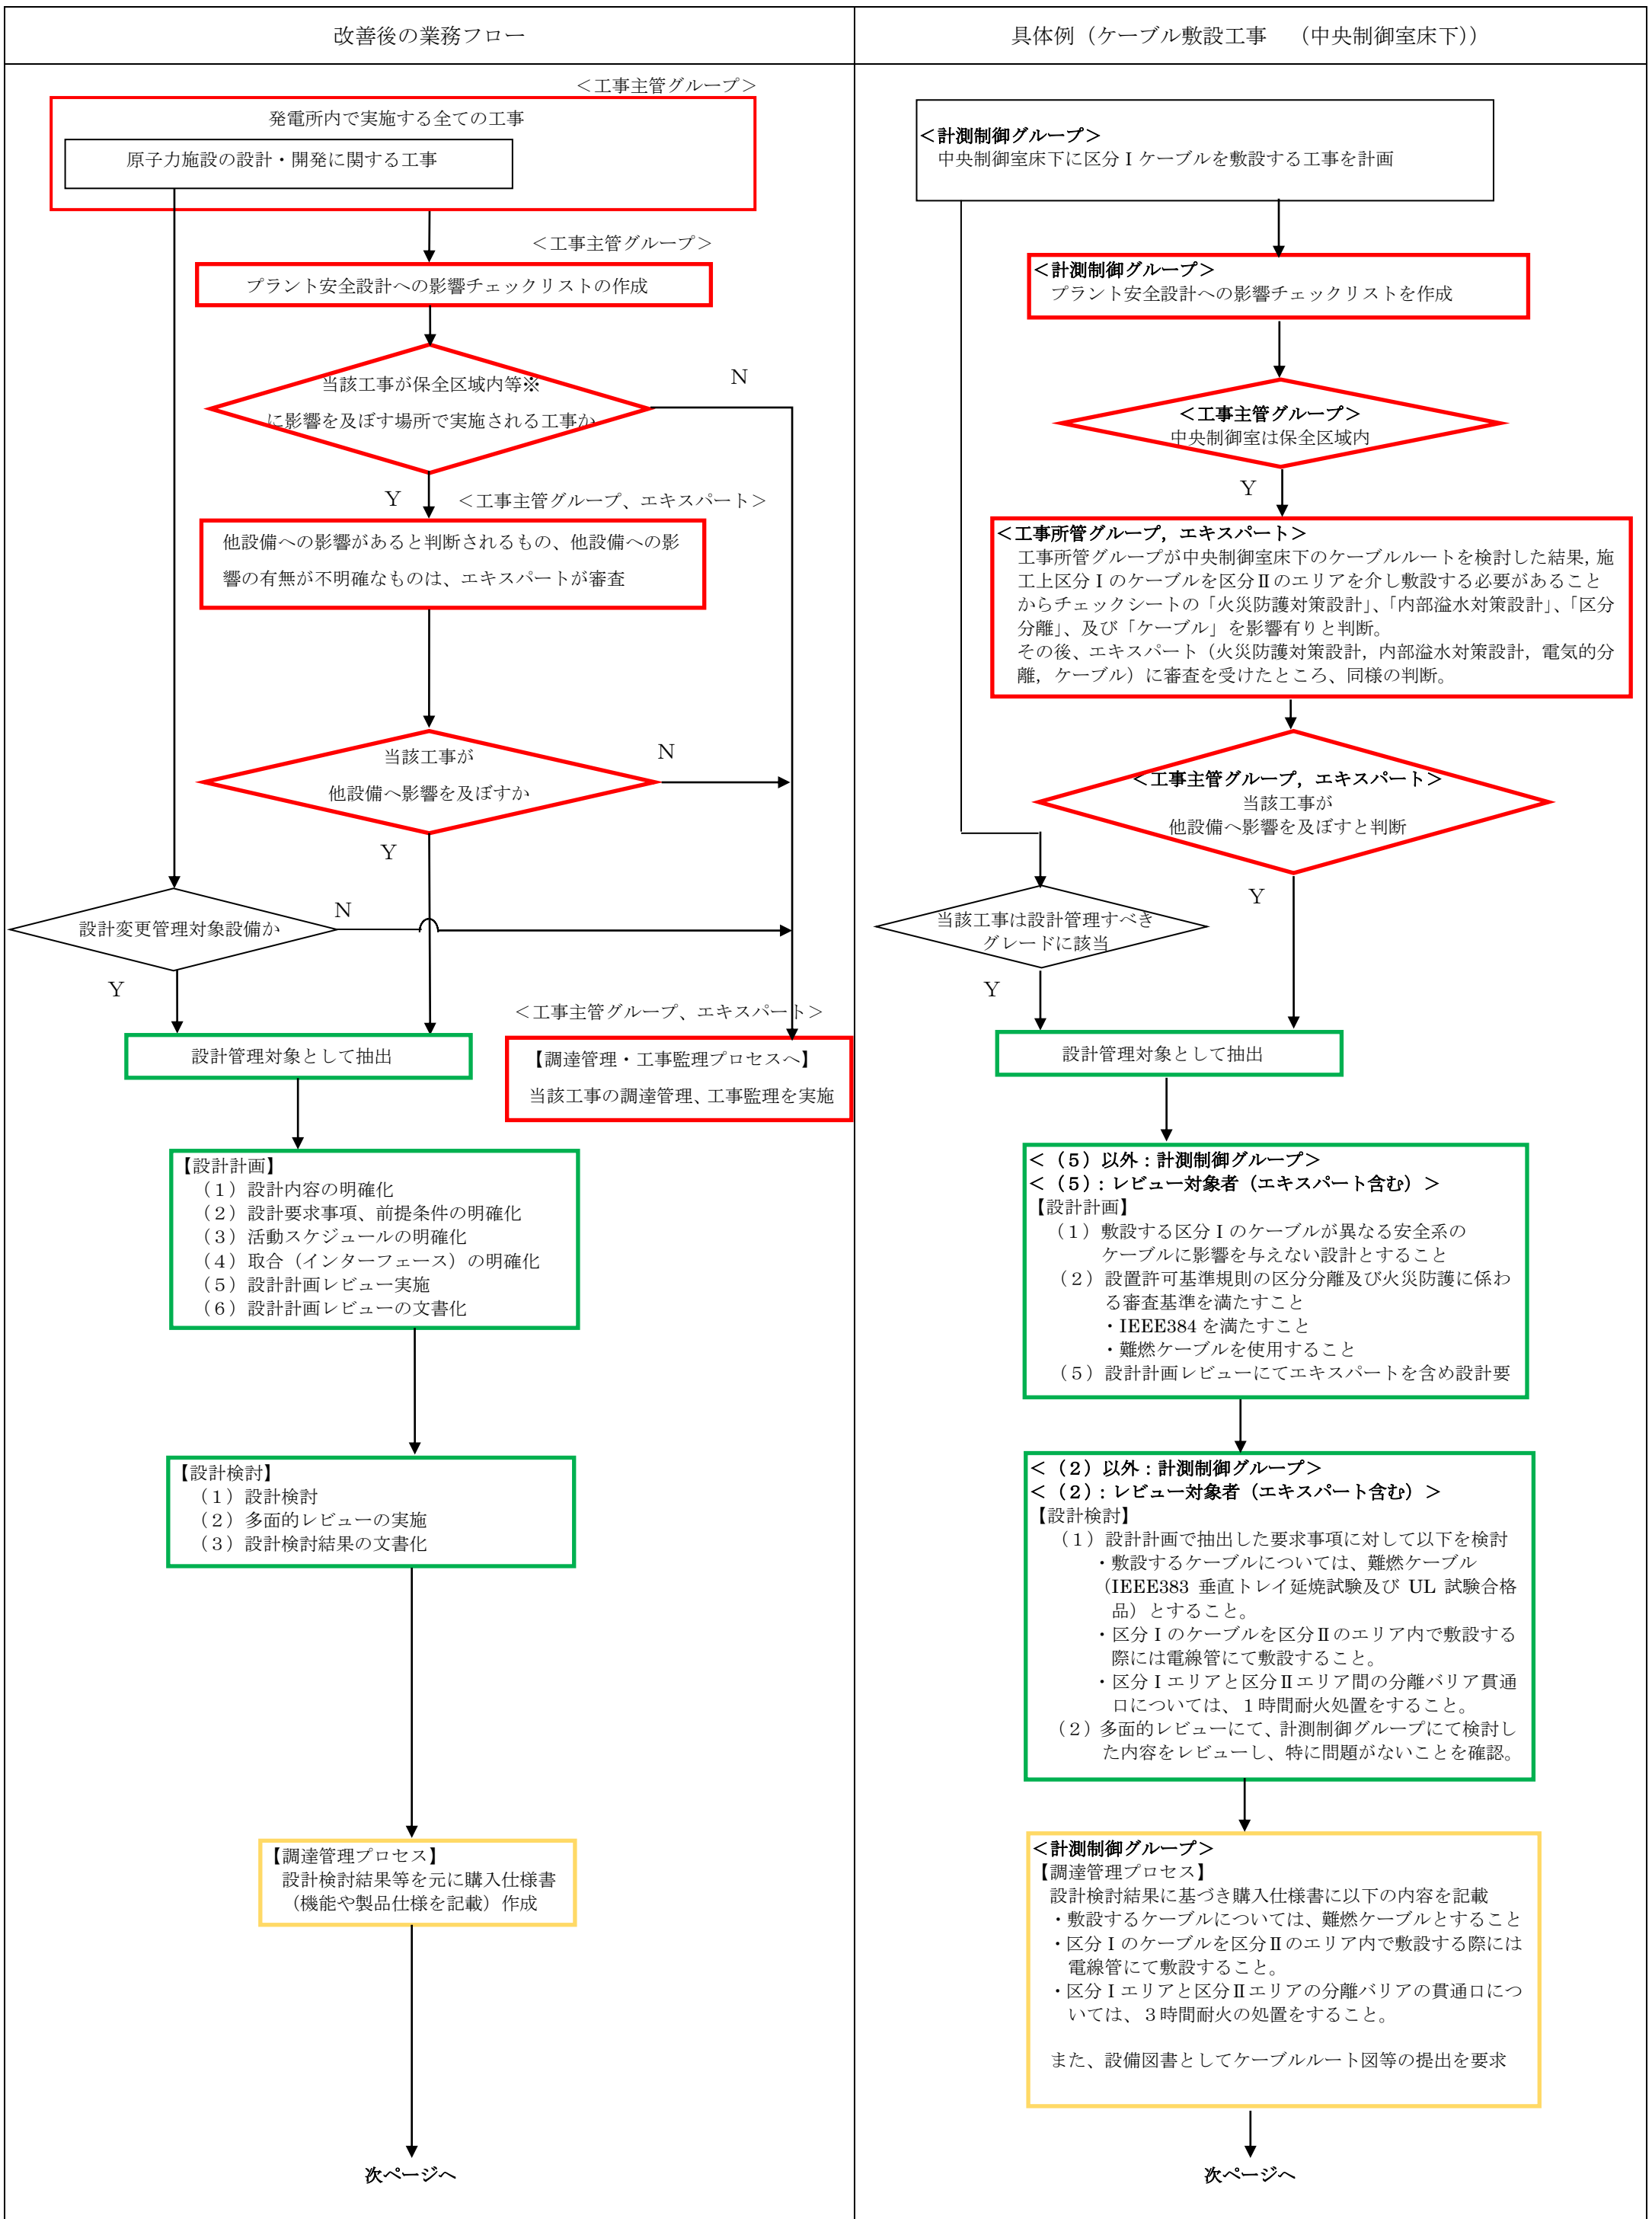 改善後の業務フロー
＜工事主管グループ＞
発電所内で実施する全ての工事
原子力施設の設計・開発に関する工事
＜工事主管グループ＞
プラント安全設計への影響チェックリストの作成
当該工事が保全区域内等※
に影響を及ぼす場所で実施される工事か
N
Y
＜工事主管グループ、エキスパート＞
他設備への影響があると判断されるもの、他設備への影
響の有無が不明確なものは、エキスパートが審査
当該工事が
他設備へ影響を及ぼすか
N
Y
設計変更管理対象設備か
N
Y
＜工事主管グループ、エキスパート＞
設計管理対象として抽出
【調達管理・工事監理プロセスへ】
当該工事の調達管理、工事監理を実施
【設計計画】
（１）設計内容の明確化
（２）設計要求事項、前提条件の明確化
（３）活動スケジュールの明確化
（４）取合（インターフェース）の明確化
（５）設計計画レビュー実施
（６）設計計画レビューの文書化
【設計検討】
（１）設計検討
（２）多面的レビューの実施
（３）設計検討結果の文書化
【調達管理プロセス】
設計検討結果等を元に購入仕様書
（機能や製品仕様を記載）作成
次ページへ
具体例（ケーブル敷設工事　（中央制御室床下））
＜計測制御グループ＞
中央制御室床下に区分Ⅰケーブルを敷設する工事を計画
＜計測制御グループ＞
プラント安全設計への影響チェックリストを作成
＜工事主管グループ＞
中央制御室は保全区域内
Y
＜工事所管グループ，エキスパート＞
工事所管グループが中央制御室床下のケーブルルートを検討した結果，施
工上区分Ⅰのケーブルを区分Ⅱのエリアを介し敷設する必要があること
からチェックシートの「火災防護対策設計」、「内部溢水対策設計」、「区分
分離」、及び「ケーブル」を影響有りと判断。
その後、エキスパート（火災防護対策設計，内部溢水対策設計，電気的分
離，ケーブル）に審査を受けたところ、同様の判断。
＜工事主管グループ，エキスパート＞
当該工事が
他設備へ影響を及ぼすと判断
Y
当該工事は設計管理すべき
グレードに該当
Y
設計管理対象として抽出
＜（５）以外：計測制御グループ＞
＜（５）：レビュー対象者（エキスパート含む）＞
【設計計画】
（１）敷設する区分Ⅰのケーブルが異なる安全系の
ケーブルに影響を与えない設計とすること
（２）設置許可基準規則の区分分離及び火災防護に係わ
る審査基準を満たすこと
・IEEE384 を満たすこと
・難燃ケーブルを使用すること
（５）設計計画レビューにてエキスパートを含め設計要
＜（２）以外：計測制御グループ＞
＜（２）：レビュー対象者（エキスパート含む）＞
【設計検討】
（１）設計計画で抽出した要求事項に対して以下を検討
・敷設するケーブルについては、難燃ケーブル
（IEEE383 垂直トレイ延焼試験及び UL 試験合格
品）とすること。
・区分Ⅰのケーブルを区分Ⅱのエリア内で敷設する
際には電線管にて敷設すること。
・区分Ⅰエリアと区分Ⅱエリア間の分離バリア貫通
口については、１時間耐火処置をすること。
（２）多面的レビューにて、計測制御グループにて検討し
た内容をレビューし、特に問題がないことを確認。
＜計測制御グループ＞
【調達管理プロセス】
設計検討結果に基づき購入仕様書に以下の内容を記載
・敷設するケーブルについては、難燃ケーブルとすること
・区分Ⅰのケーブルを区分Ⅱのエリア内で敷設する際には
電線管にて敷設すること。
・区分Ⅰエリアと区分Ⅱエリアの分離バリアの貫通口につ
いては、３時間耐火の処置をすること。
また、設備図書としてケーブルルート図等の提出を要求
次ページへ